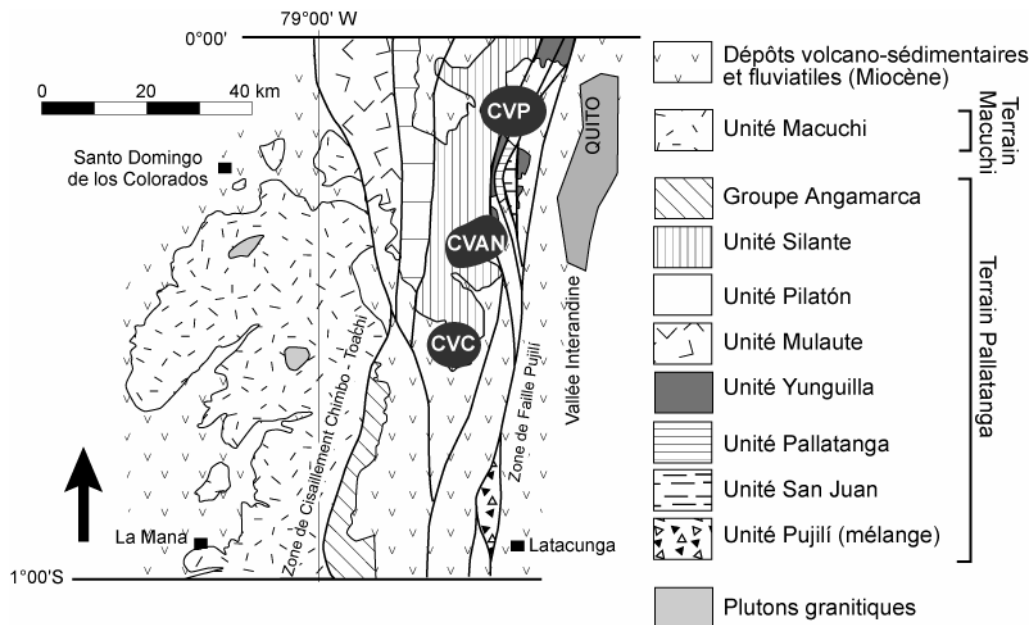 79°00' W
0°00'
0 20 40 km
Santo Domingo
de los Colorados
CVP
QUITO
CVAN
CVC
Zone de Cisaillement Chimbo - Toachi
Zone de Faille Pujilí
Vallée Interandine
La Mana
Latacunga
1°00'S
Dépôts volcano-sédimentaires
et fluviatiles (Miocène)
Unité Macuchi
Terrain
Macuchi
Groupe Angamarca
Unité Silante
Unité Pilatón
Unité Mulaute
Unité Yunguilla
Unité Pallatanga
Unité San Juan
Unité Pujilí (mélange)
Terrain Pallatanga
Plutons granitiques